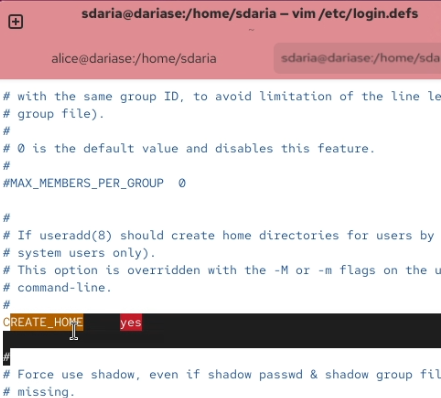 sdaria@dariase:/home/sdaria — vim /etc/login.defs
alice@dariase:/home/sdaria
sdaria@dariase:/home/sda
# with the same group ID, to avoid limitation of the line le
# group file).
#
# 0 is the default value and disables this feature.
#
#MAX_MEMBERS_PER_GROUP 0
#
# If useradd(8) should create home directories for users by
# system users only).
# This option is overridden with the -M or -m flags on the u
# command-line.
#
CREATE_HOME yes
#
# Force use shadow, even if shadow passwd & shadow group fil
# missing.